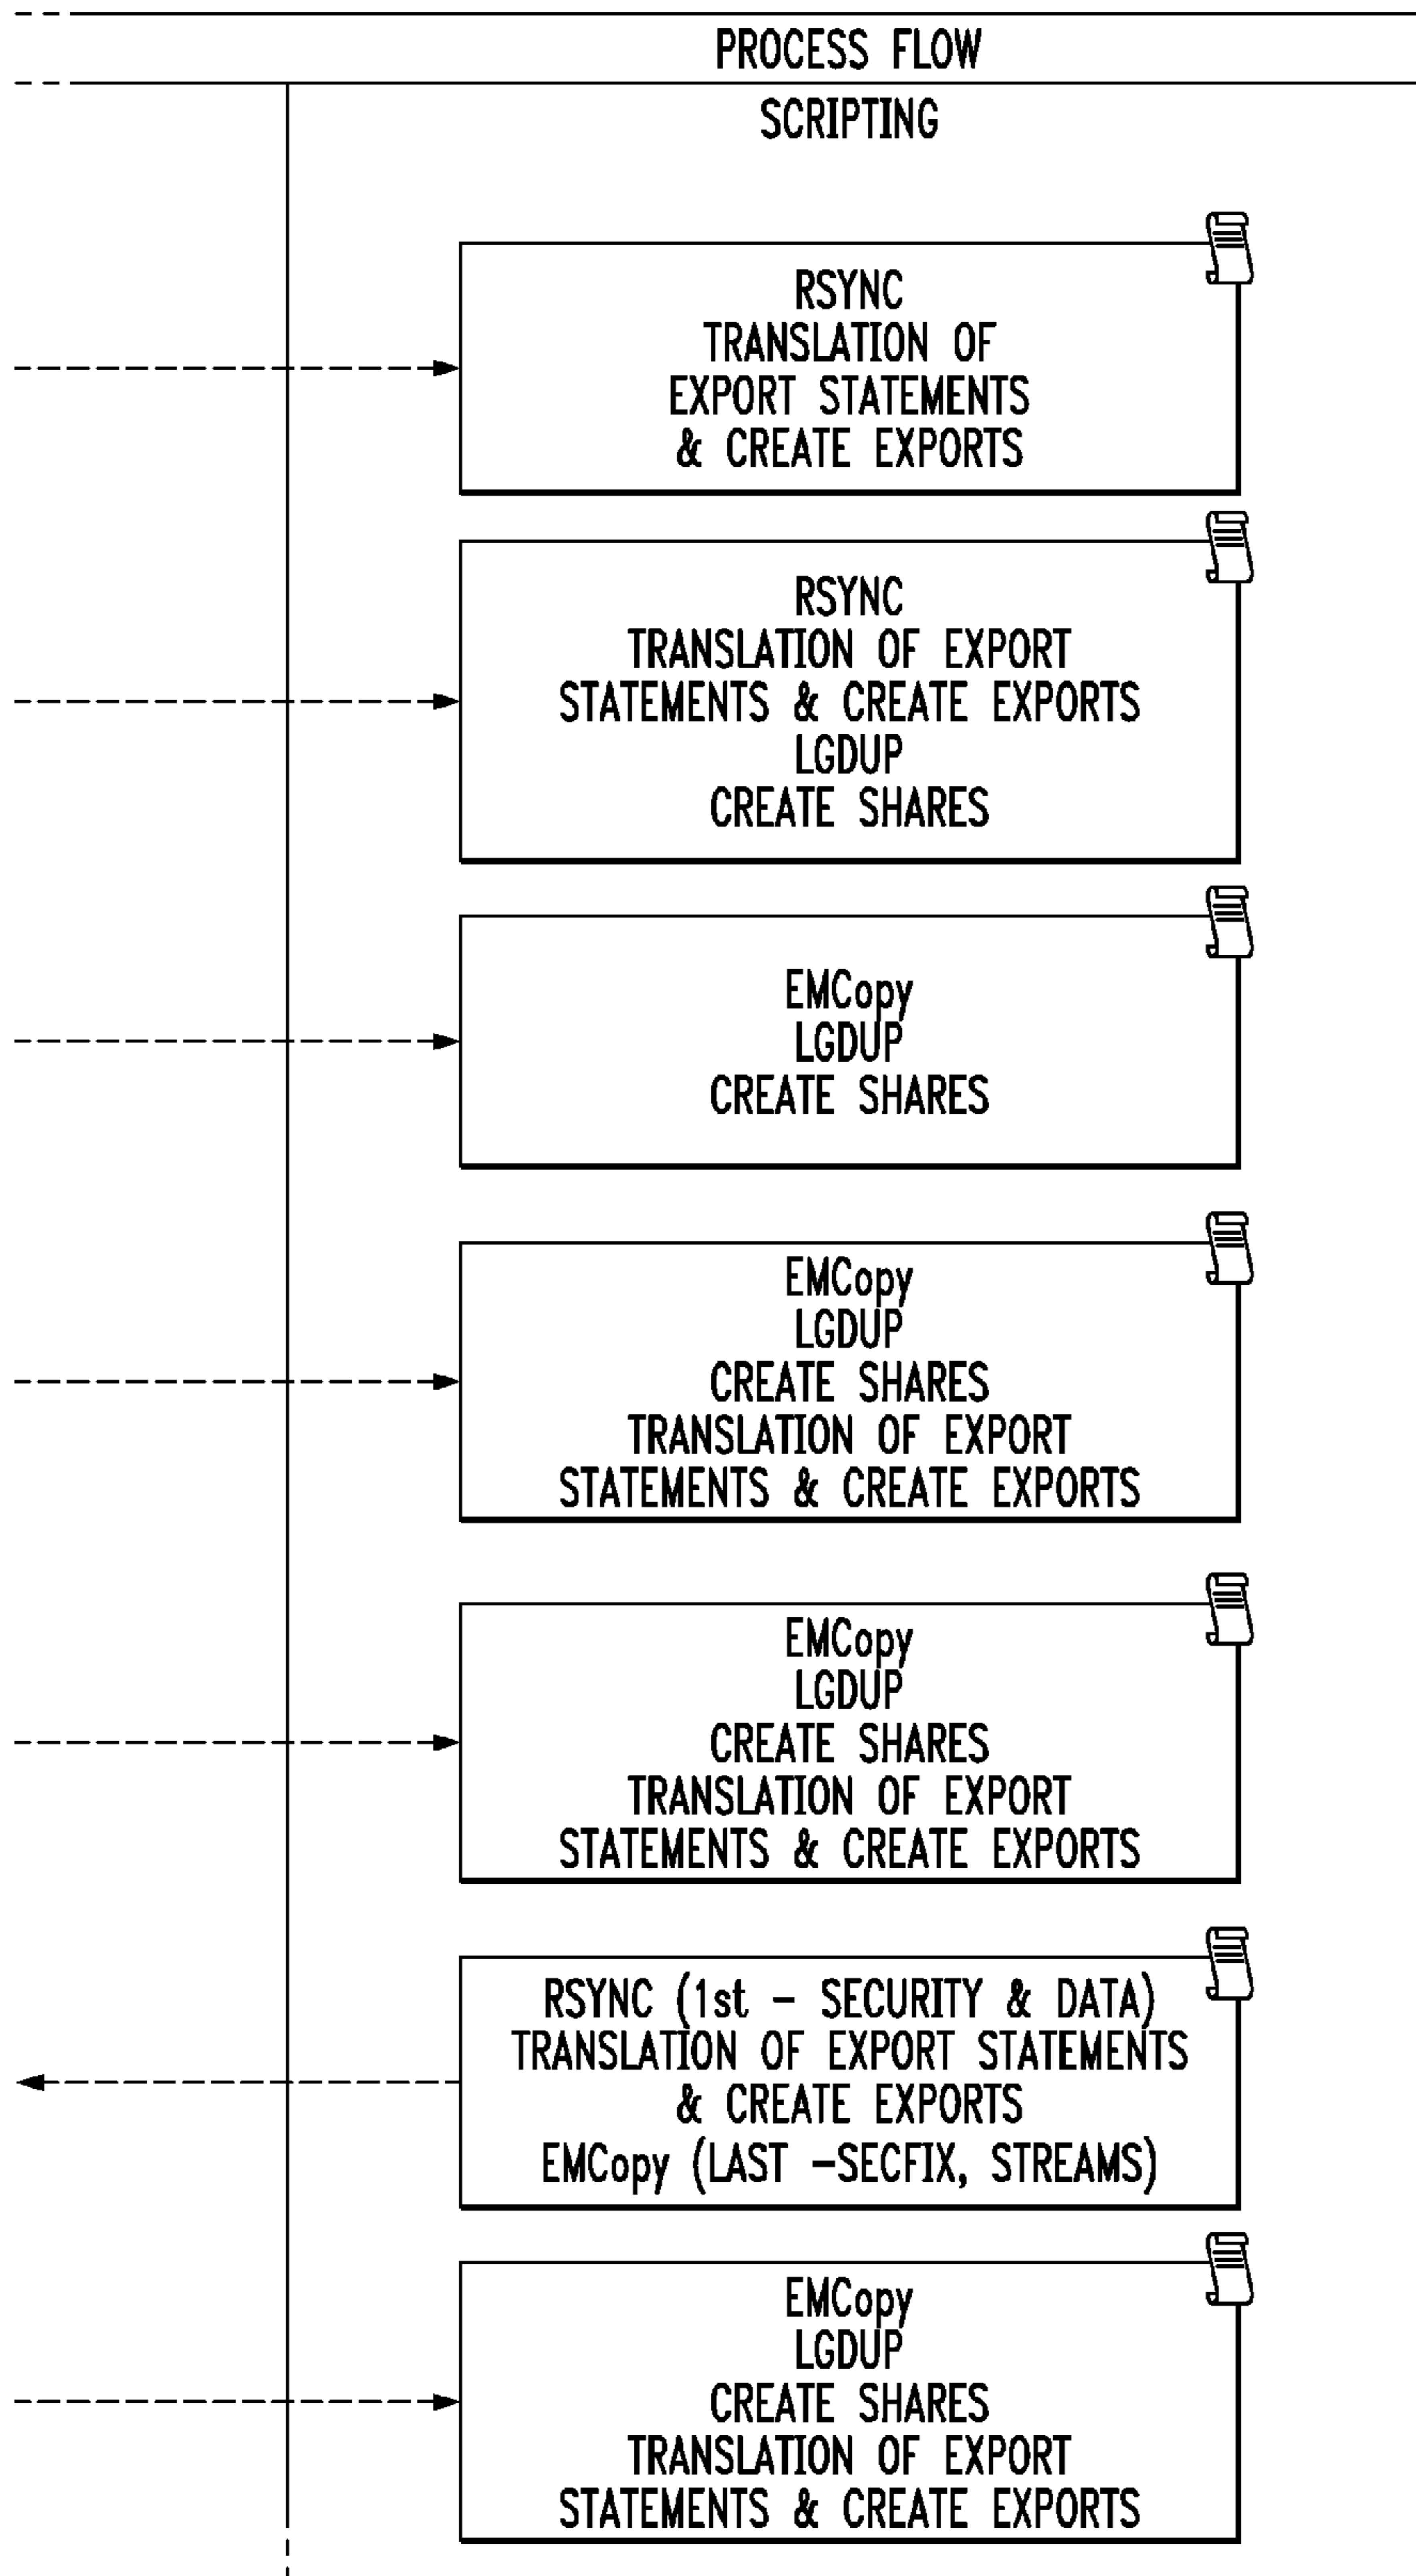 PROCESS FLOW
SCRIPTING
RSYNC
TRANSLATION OF
EXPORT STATEMENTS
& CREATE EXPORTS
RSYNC
TRANSLATION OF EXPORT
STATEMENTS & CREATE EXPORTS
LGDUP
CREATE SHARES
EMCopy
LGDUP
CREATE SHARES
EMCopy
LGDUP
CREATE SHARES
TRANSLATION OF EXPORT
STATEMENTS & CREATE EXPORTS
EMCopy
LGDUP
CREATE SHARES
TRANSLATION OF EXPORT
STATEMENTS & CREATE EXPORTS
RSYNC (1st - SECURITY & DATA)
TRANSLATION OF EXPORT STATEMENTS
& CREATE EXPORTS
EMCopy (LAST -SECFIX, STREAMS)
EMCopy
LGDUP
CREATE SHARES
TRANSLATION OF EXPORT
STATEMENTS & CREATE EXPORTS